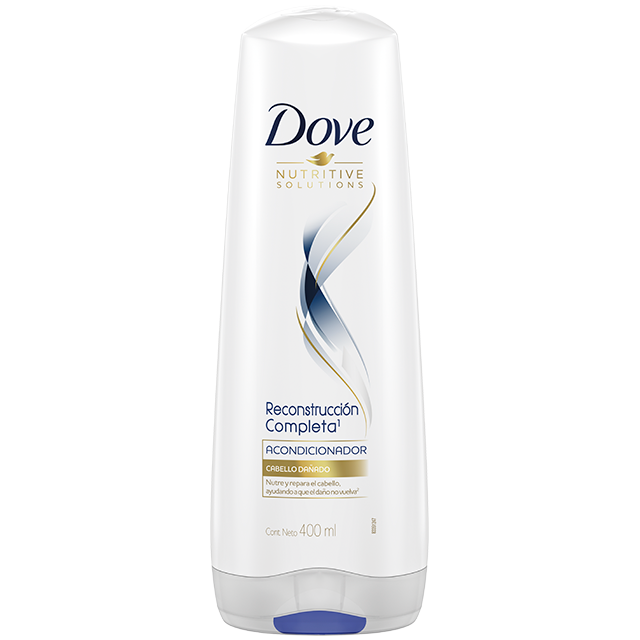 Dove
NUTRITIVE
SOLUTIONS
Reconstrucción
Completa¹
ACONDICIONADOR
CABELLO DAÑADO
Nutre y repara el cabello,
ayudando a que el daño no vuelva¹
Cont. Neto 400 ml